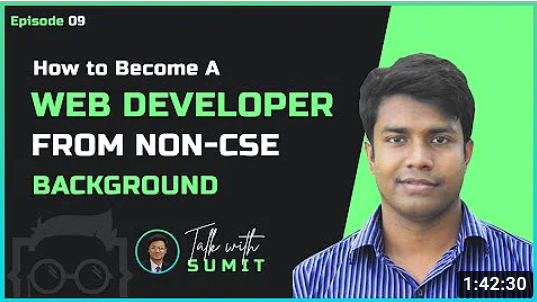 Episode 09
How to Become A
WEB DEVELOPER
FROM NON-CSE
BACKGROUND
Talk with
SUMIT
1:42:30